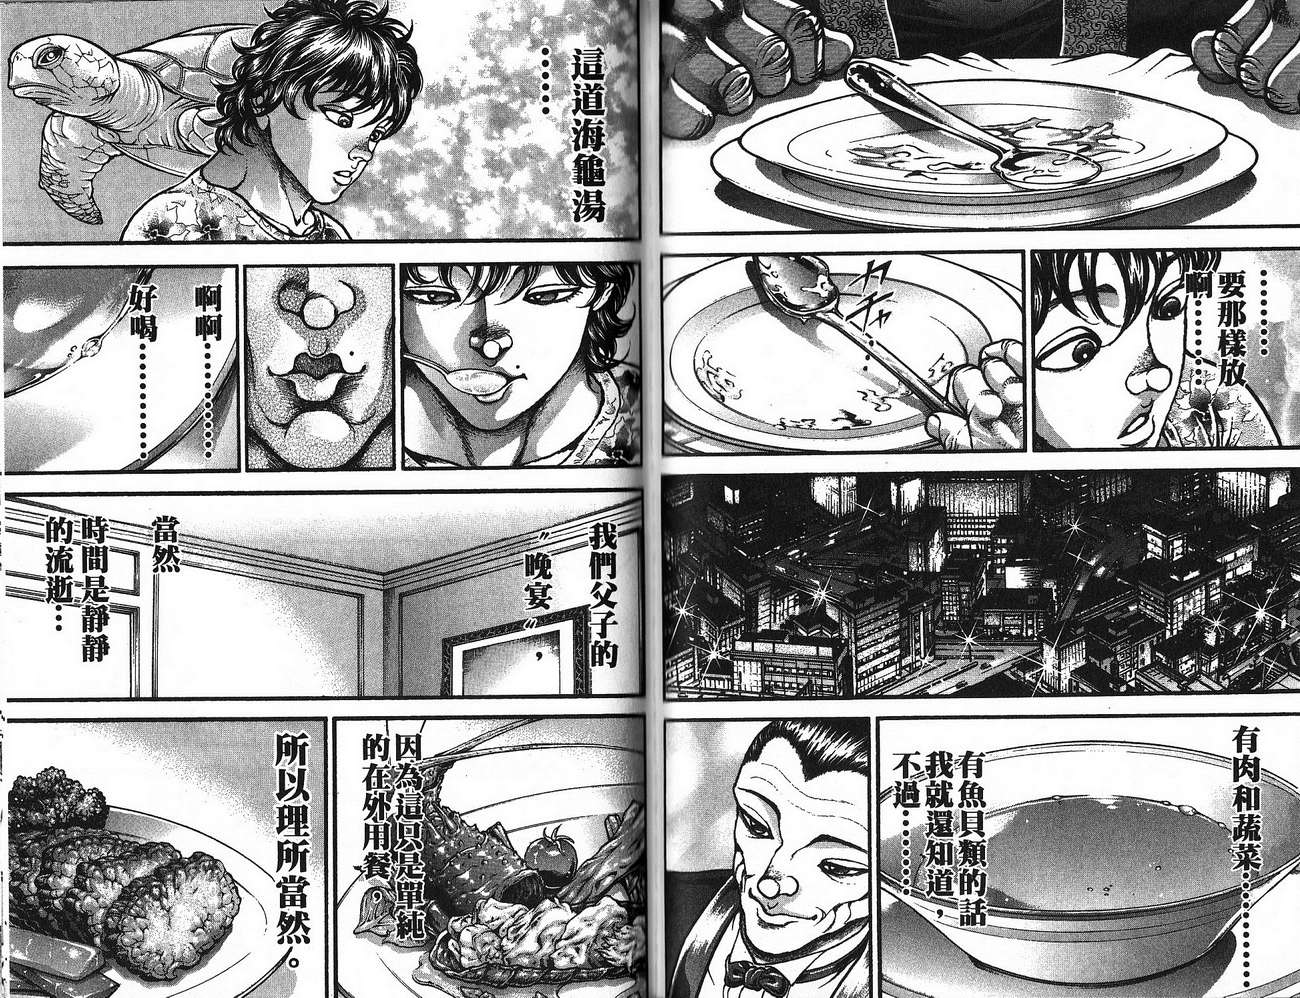 …………
要那樣放
啊………
カチャ
…
有肉和蔬菜…………
有魚貝類的話
我就還知道，
不過………
這道海龜湯
……
啊啊…………
好喝…………
我們父子的
〝晚宴〞，
當然
時間是靜靜
的流逝…
因為這只是單純
的在外用餐，
所以理所當然。